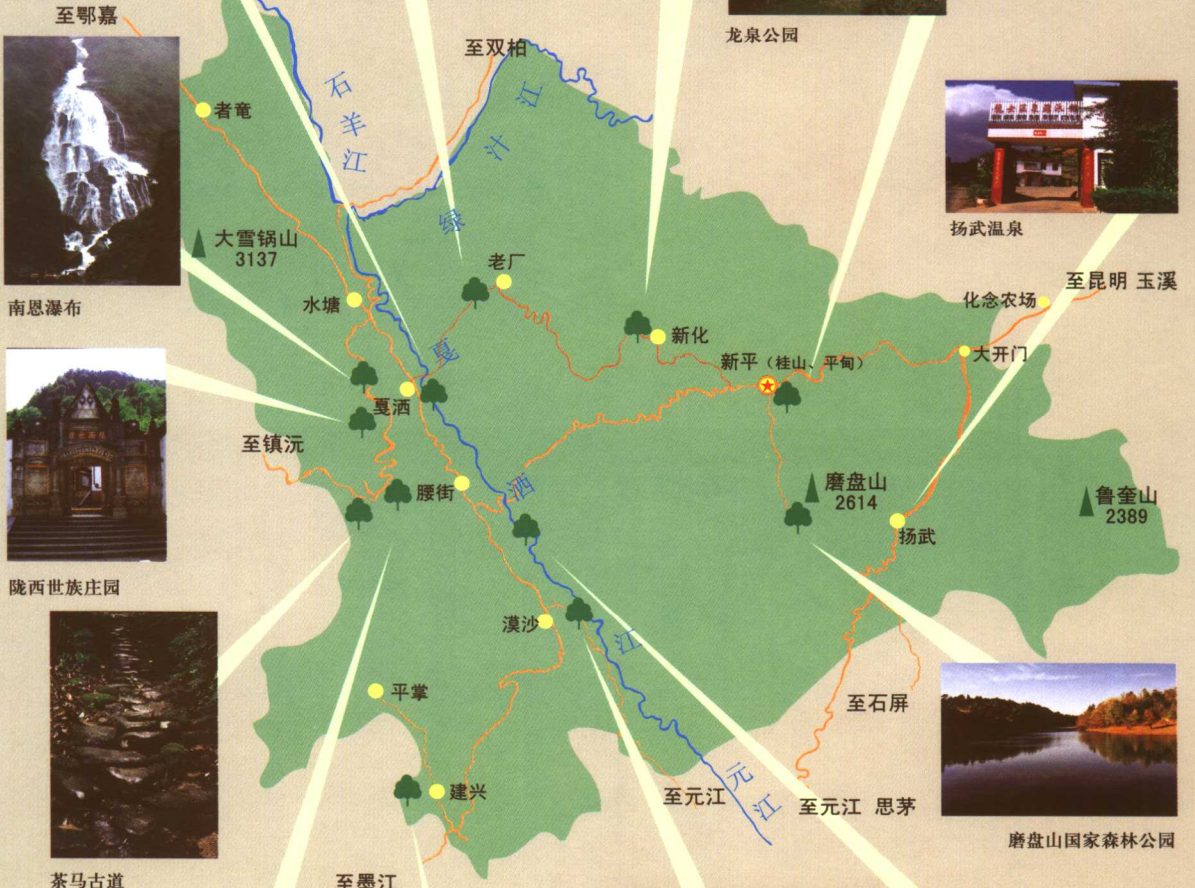 至鄂嘉
龙泉公园
至双柏
石羊江
绿汁江
者竜
扬武温泉
大雪锅山
3137
老厂
至昆明 玉溪
化念农场
水塘
南恩瀑布
新化
大开门
新平（桂山、平甸）
戛洒江
戛洒
至镇沅
腰街
磨盘山
2614
鲁奎山
2389
扬武
陇西世族庄园
漠沙
平掌
至石屏
建兴
至元江
元江
至元江 思茅
磨盘山国家森林公园
茶马古道
至墨江